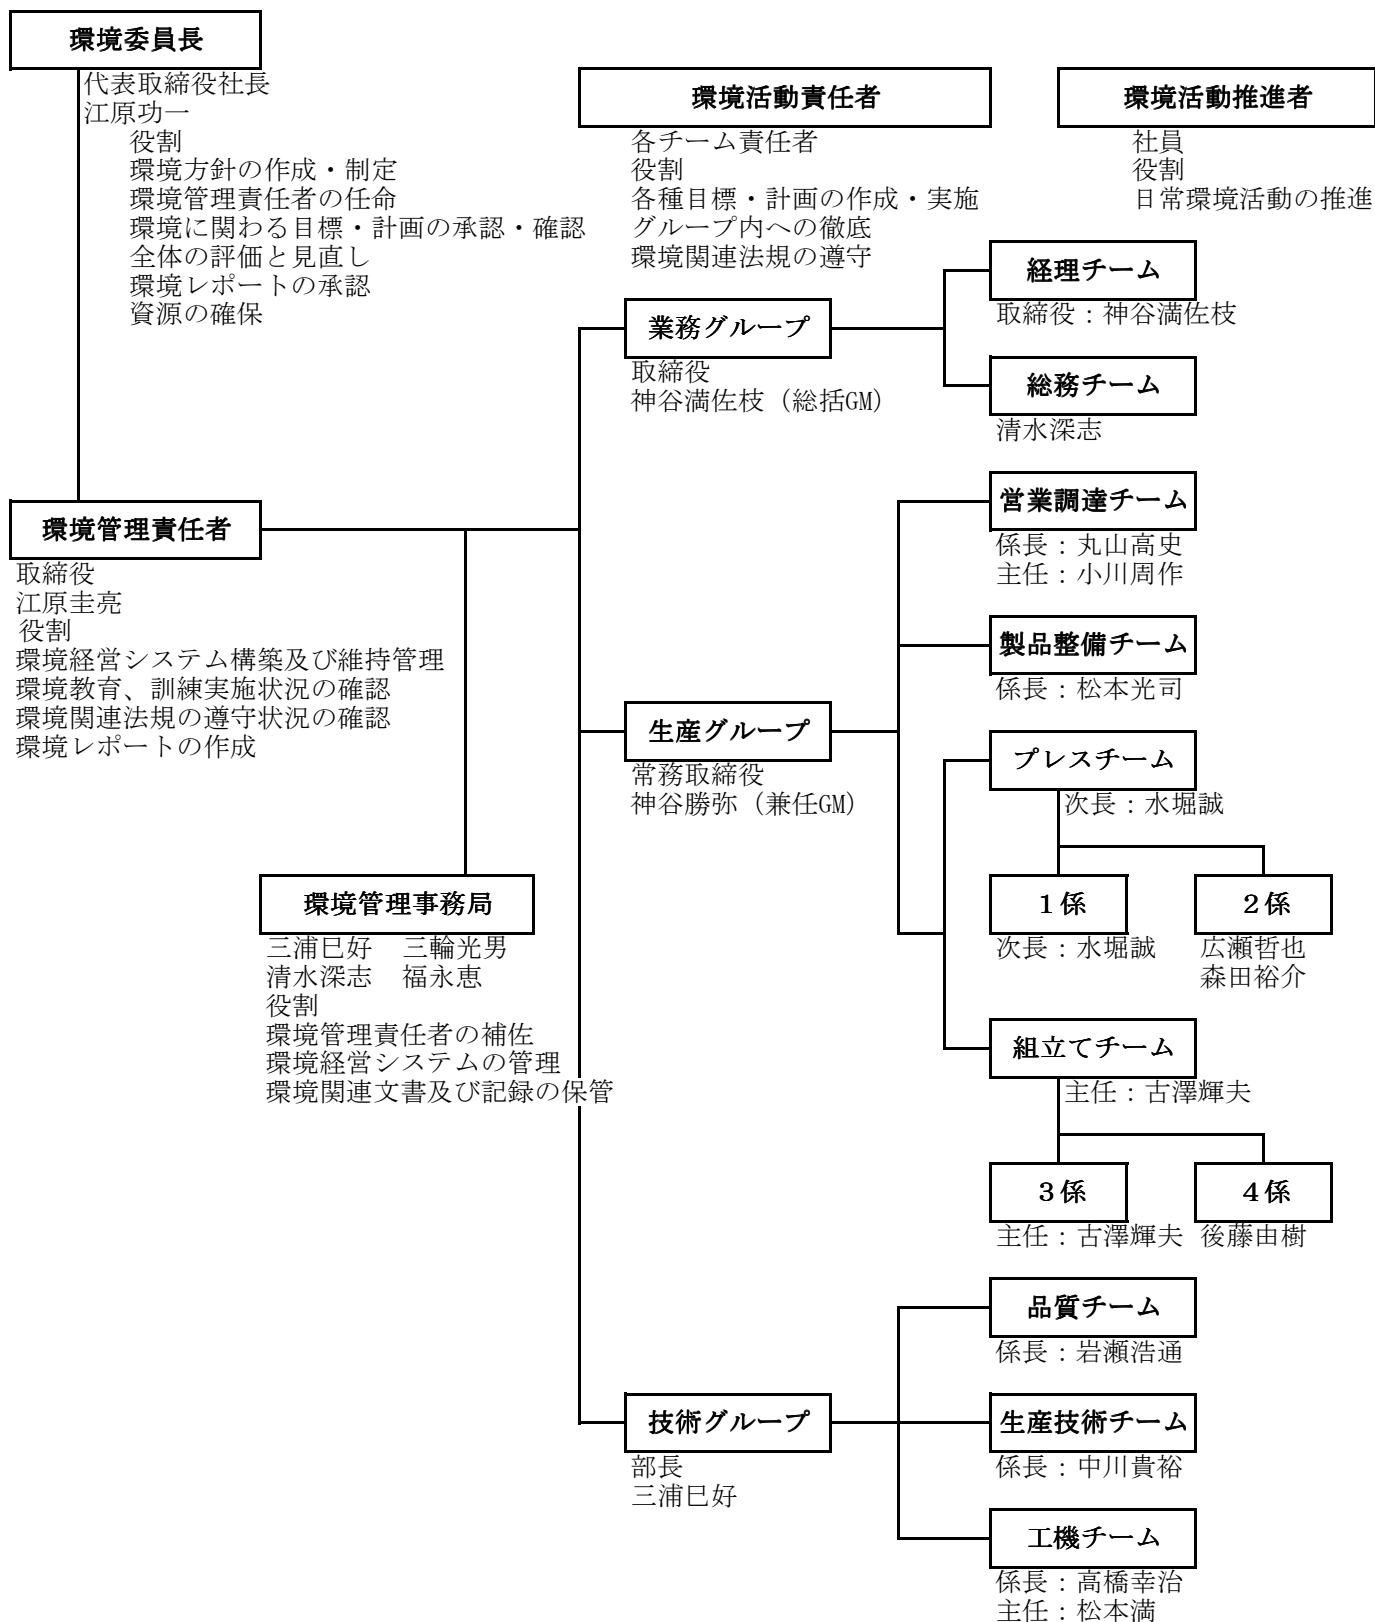 環境委員長
代表取締役社長
江原功一
役割
環境方針の作成・制定
環境管理責任者の任命
環境に関わる目標・計画の承認・確認
全体の評価と見直し
環境レポートの承認
資源の確保
環境活動責任者
各チーム責任者
役割
各種目標・計画の作成・実施
グループ内への徹底
環境関連法規の遵守
環境活動推進者
社員
役割
日常環境活動の推進
環境管理責任者
取締役
江原圭亮
役割
環境経営システム構築及び維持管理
環境教育、訓練実施状況の確認
環境関連法規の遵守状況の確認
環境レポートの作成
環境管理事務局
三浦巳好 三輪光男
清水深志 福永恵
役割
環境管理責任者の補佐
環境経営システムの管理
環境関連文書及び記録の保管
業務グループ
取締役
神谷満佐枝(総括GM)
経理チーム
取締役：神谷満佐枝
総務チーム
清水深志
生産グループ
常務取締役
神谷勝弥(兼任GM)
営業調達チーム
係長：丸山高史
主任：小川周作
製品整備チーム
係長：松本光司
プレスチーム
次長：水堀誠
１係
次長：水堀誠
２係
広瀬哲也
森田裕介
組立てチーム
主任：古澤輝夫
３係
主任：古澤輝夫
４係
後藤由樹
技術グループ
部長
三浦巳好
品質チーム
係長：岩瀬浩通
生産技術チーム
係長：中川貴裕
工機チーム
係長：高橋幸治
主任：松本満